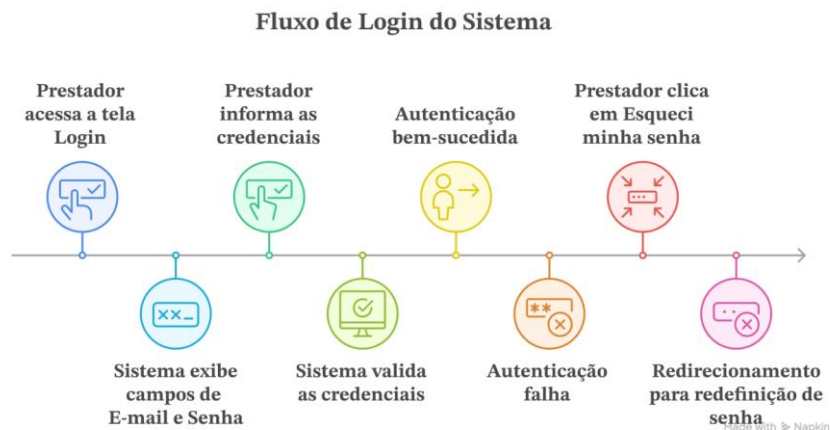 Fluxo de Login do Sistema
Prestador
acessa a tela
Login
Sistema exibe
campos de
E-mail e Senha
Prestador
informa as
credenciais
Sistema valida
as credenciais
Autenticação
bem-sucedida
Autenticação
falha
Prestador clica
em Esqueci
minha senha
Redirecionamento
para redefinição de
senha
Made with Napkin